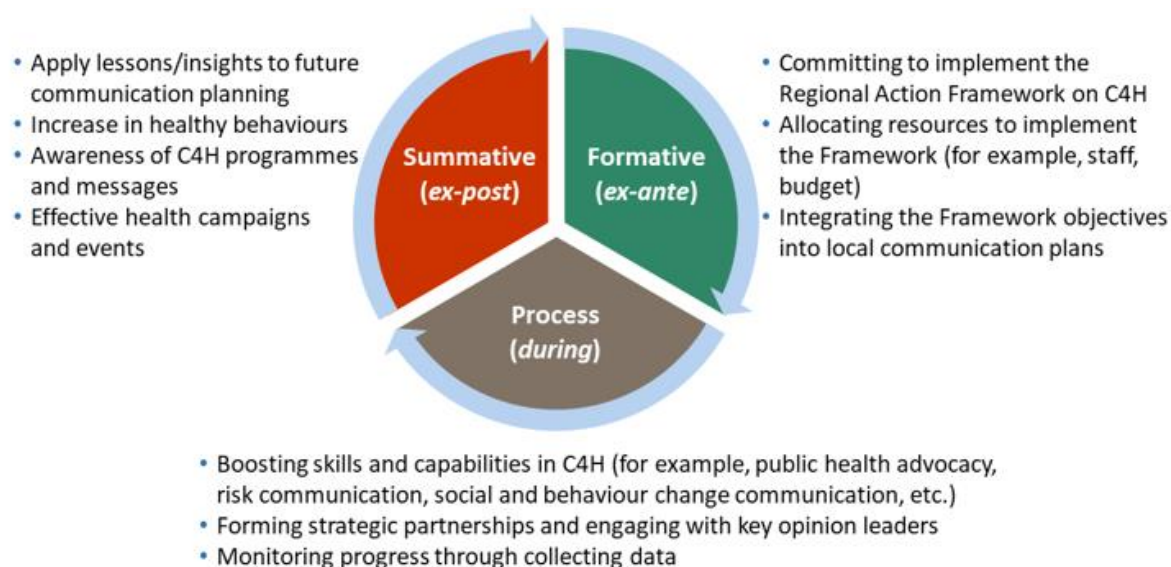 • Apply lessons/insights to future
communication planning
• Increase in healthy behaviours
• Awareness of C4H programmes
and messages
• Effective health campaigns
and events
Summative
(ex-post)
Formative
(ex-ante)
• Committing to implement the
Regional Action Framework on C4H
• Allocating resources to implement
the Framework (for example, staff,
budget)
• Integrating the Framework objectives
into local communication plans
Process
(during)
• Boosting skills and capabilities in C4H (for example, public health advocacy,
risk communication, social and behaviour change communication, etc.)
• Forming strategic partnerships and engaging with key opinion leaders
• Monitoring progress through collecting data